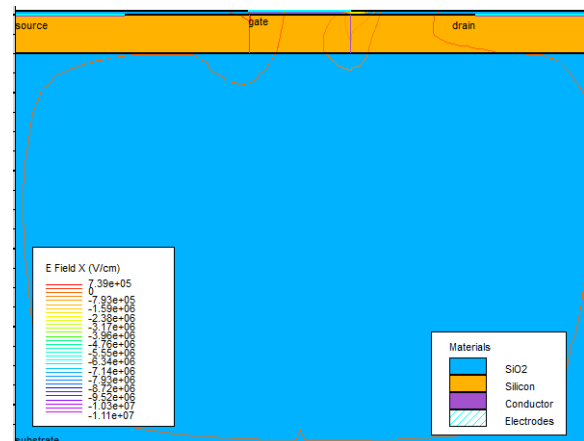 source
gate
drain
E Field X (V/cm)
7.39e+05
0
-7.93e+05
-1.59e+06
-2.38e+06
-3.17e+06
-3.96e+06
-4.76e+06
-5.55e+06
-6.34e+06
-7.14e+06
-7.93e+06
-8.72e+06
-9.52e+06
-1.03e+07
-1.11e+07
Materials
SiO2
Silicon
Conductor
Electrodes
substrate